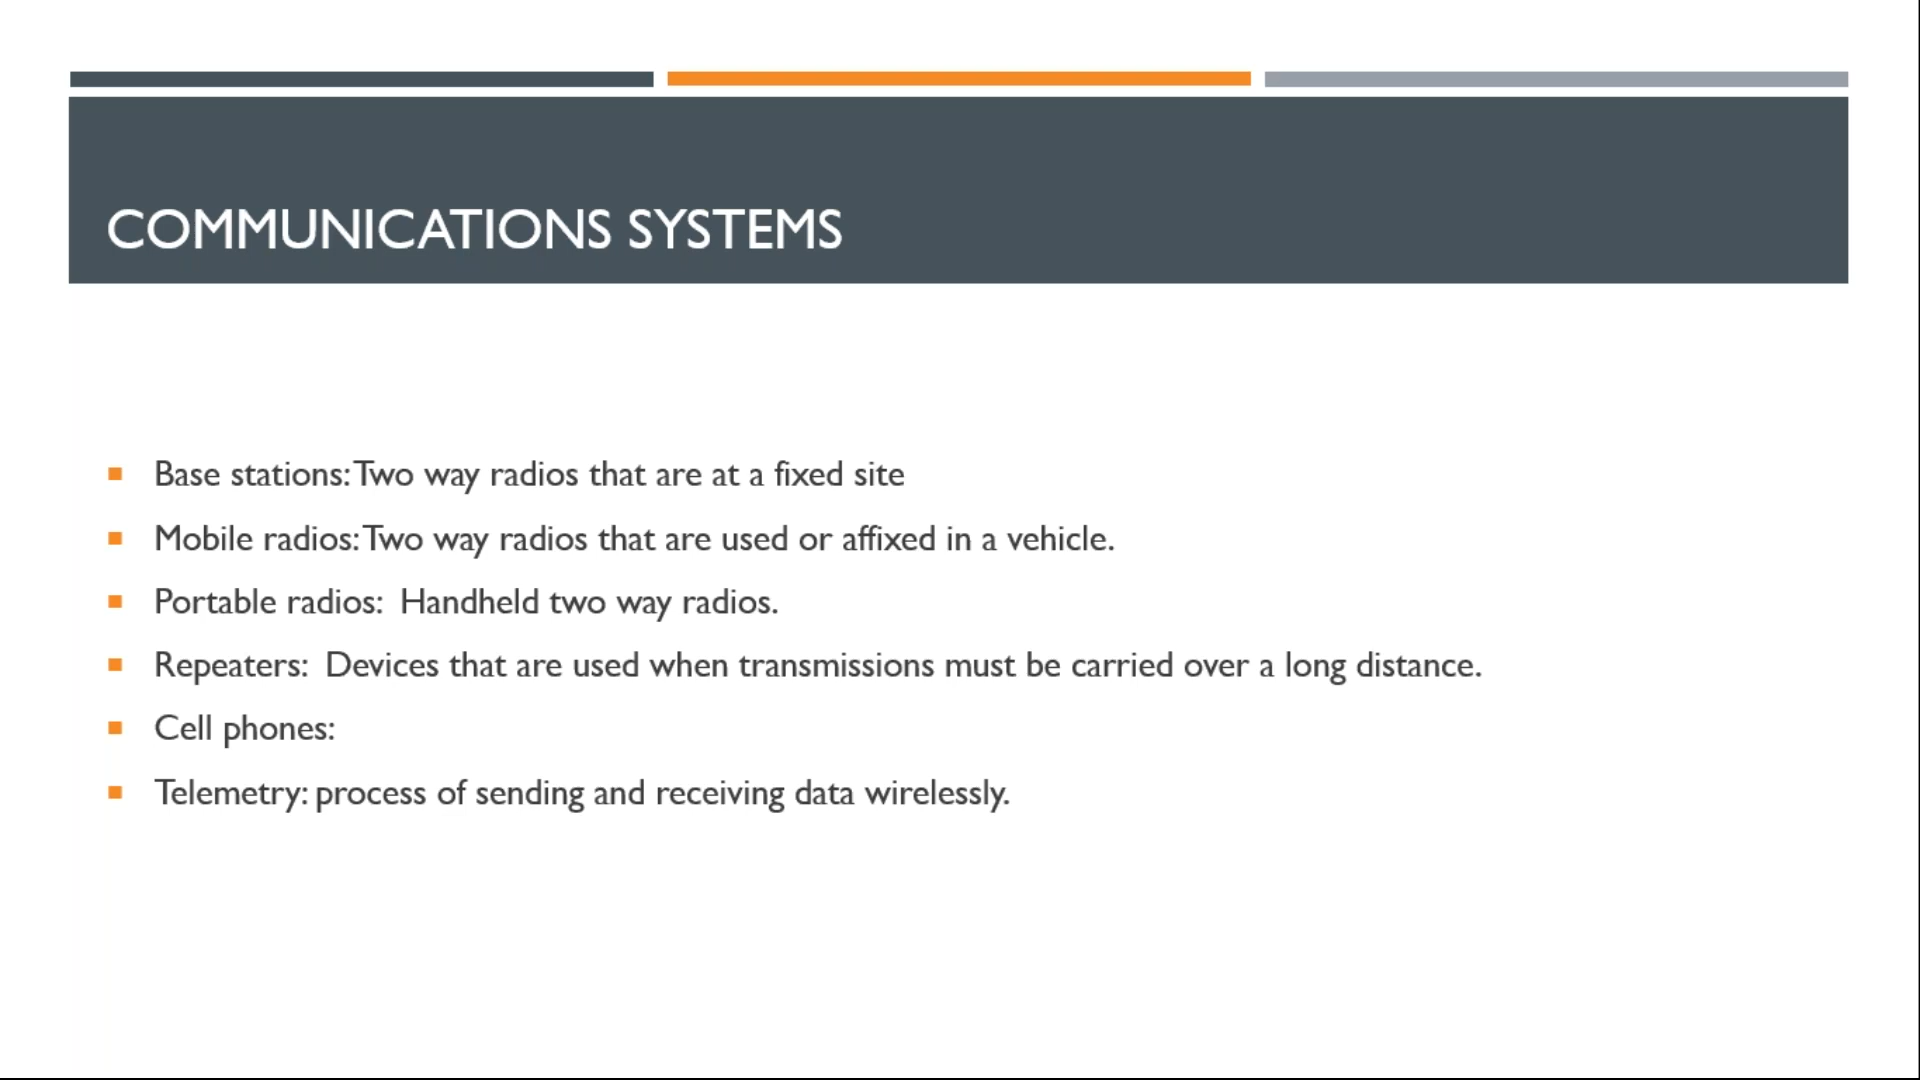 COMMUNICATIONS SYSTEMS
Base stations: Two way radios that are at a fixed site
Mobile radios: Two way radios that are used or affixed in a vehicle.
Portable radios:  Handheld two way radios.
Repeaters:  Devices that are used when transmissions must be carried over a long distance.
Cell phones:
Telemetry: process of sending and receiving data wirelessly.